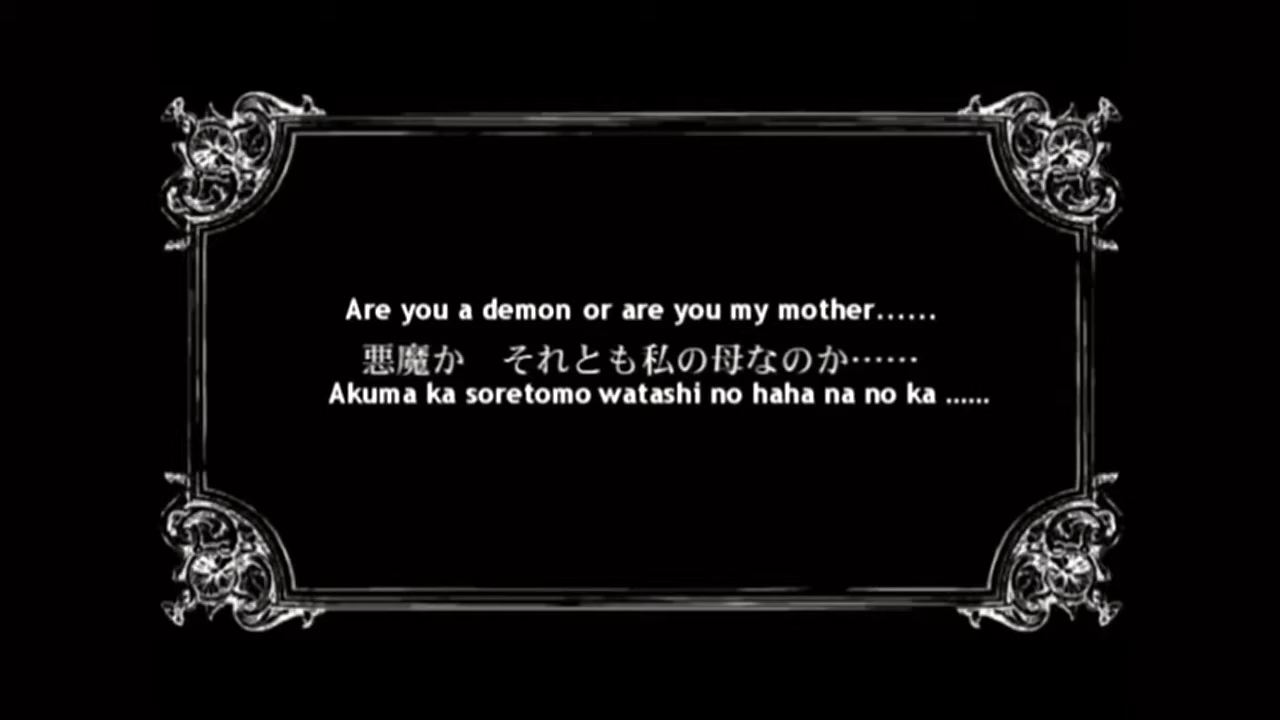 Are you a demon or are you my mother......
悪魔か　それとも私の母なのか……
Akuma ka soretomo watashi no haha na no ka ......